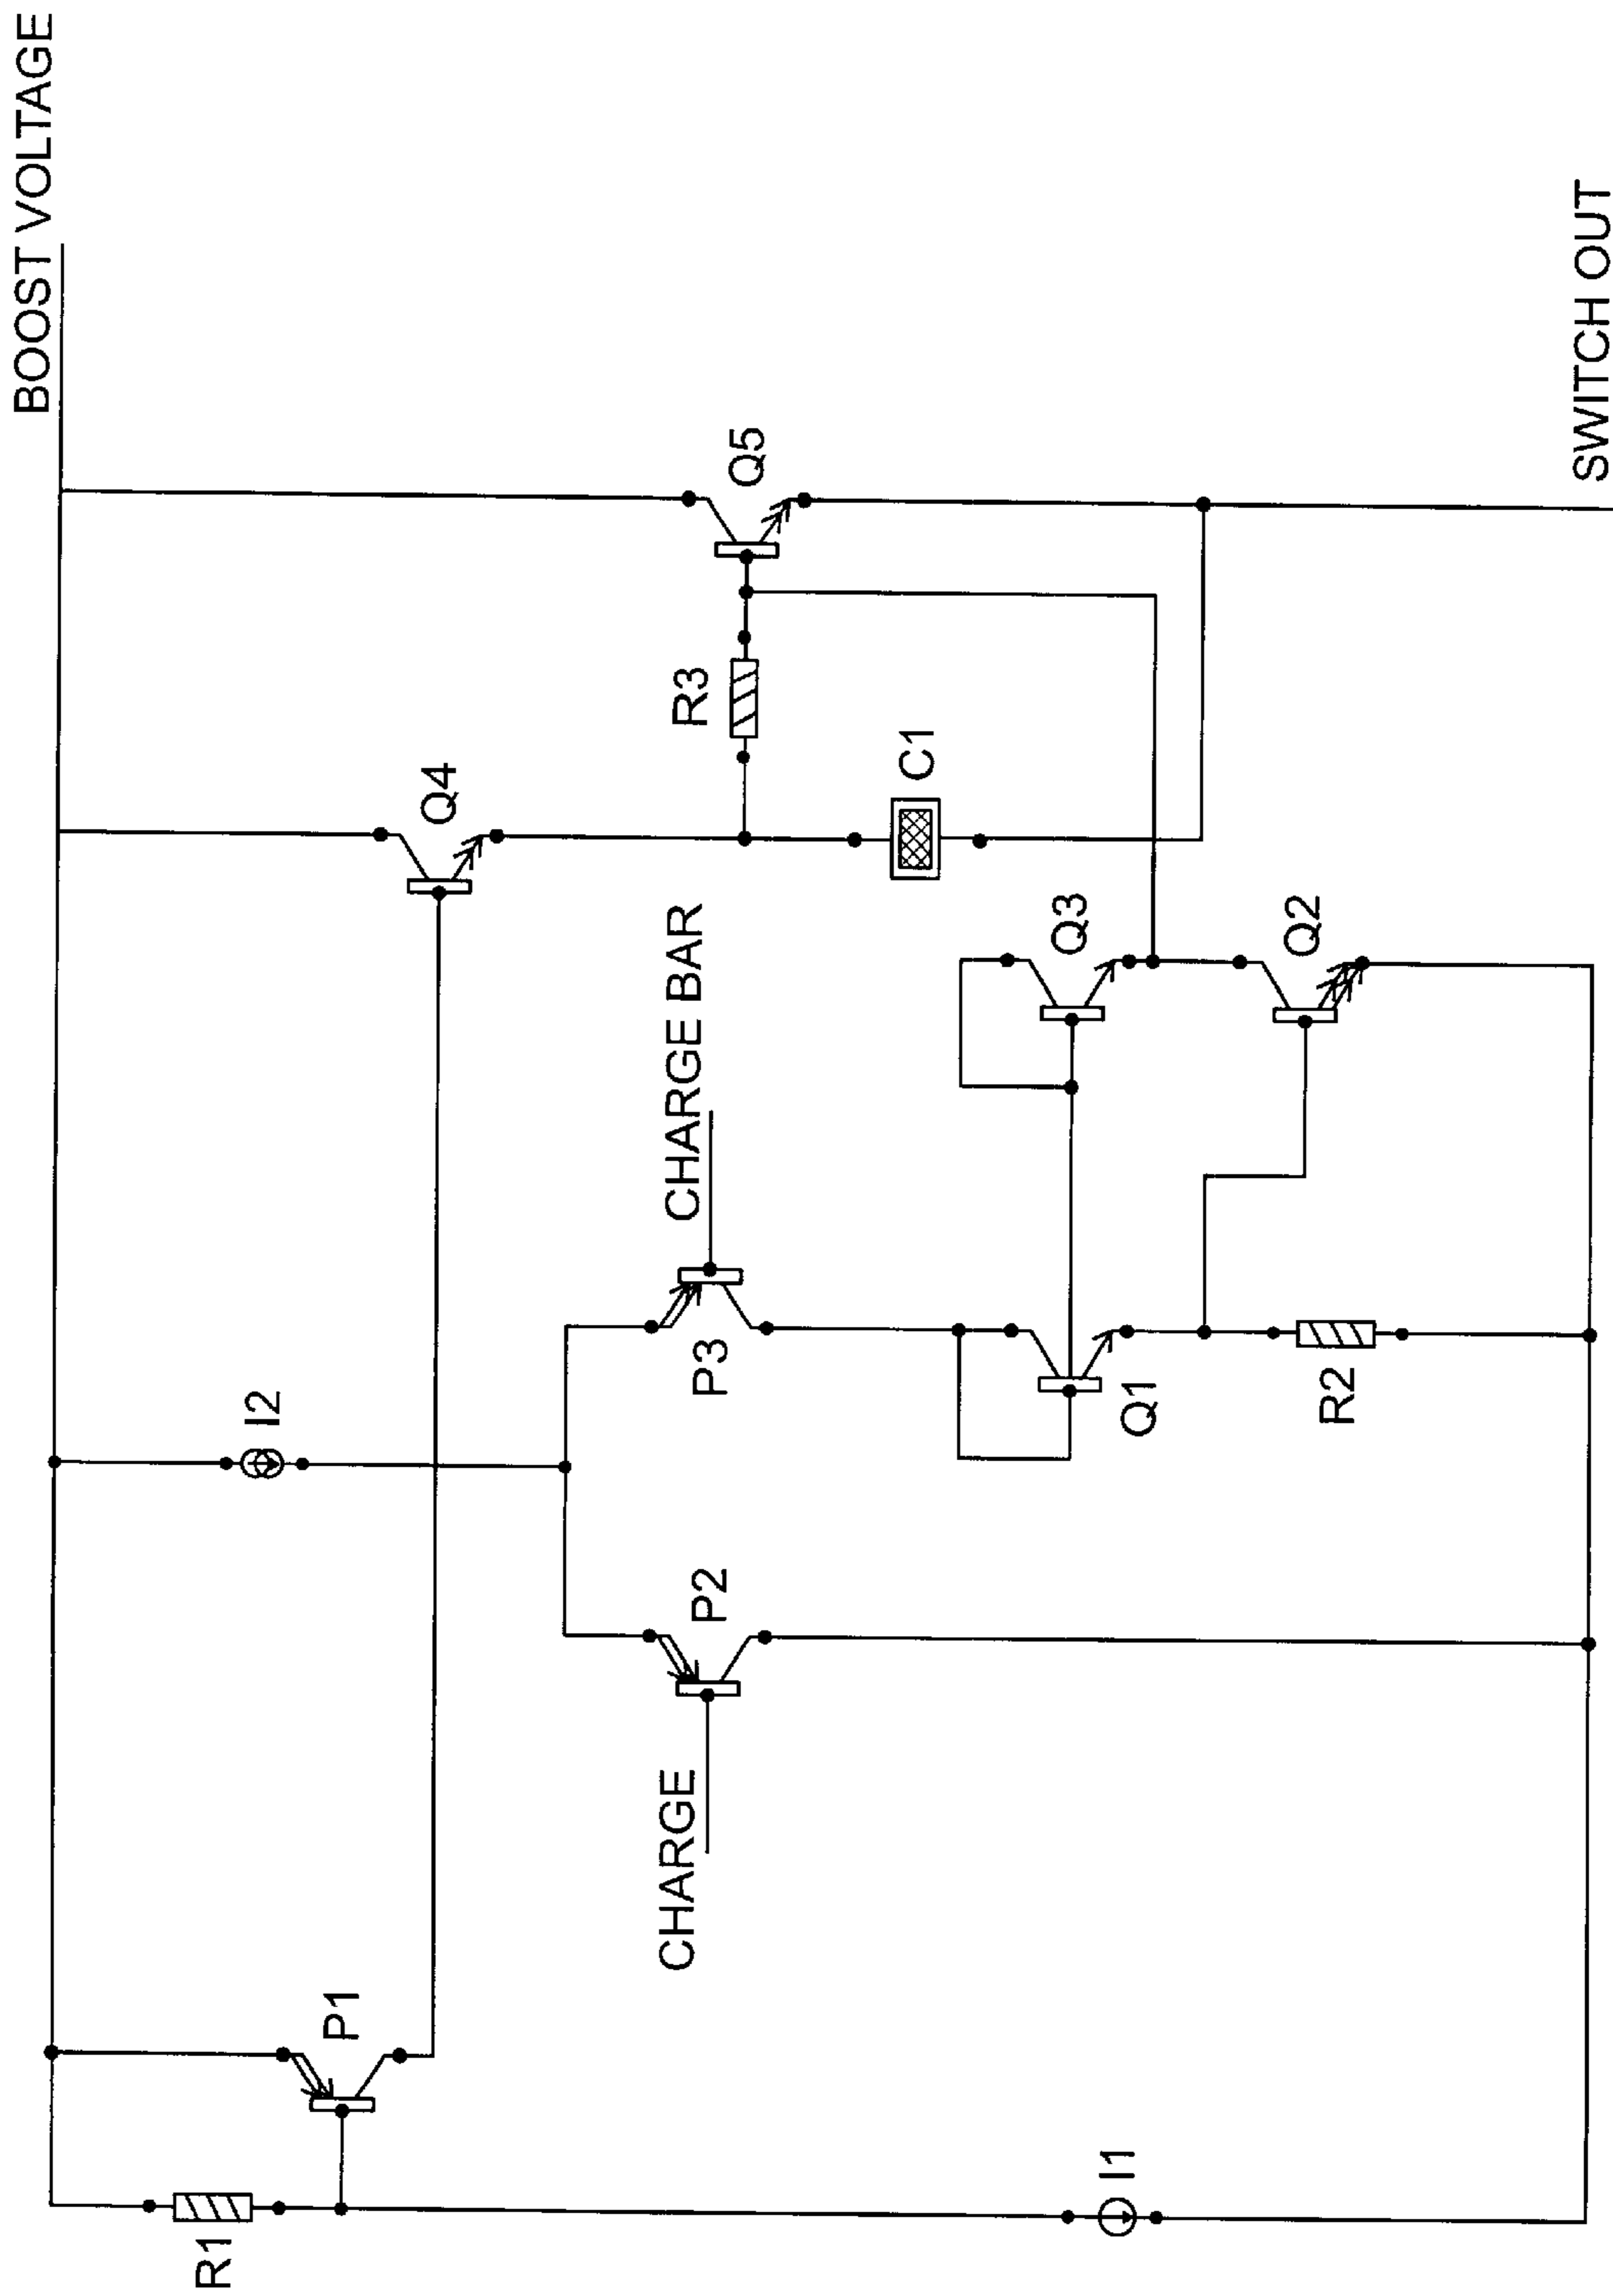 BOOST VOLTAGE
R1
P1
I2
Q4
CHARGE
P2
P3
CHARGE BAR
R3
Q5
C1
Q1
Q3
I1
R2
Q2
SWITCH OUT